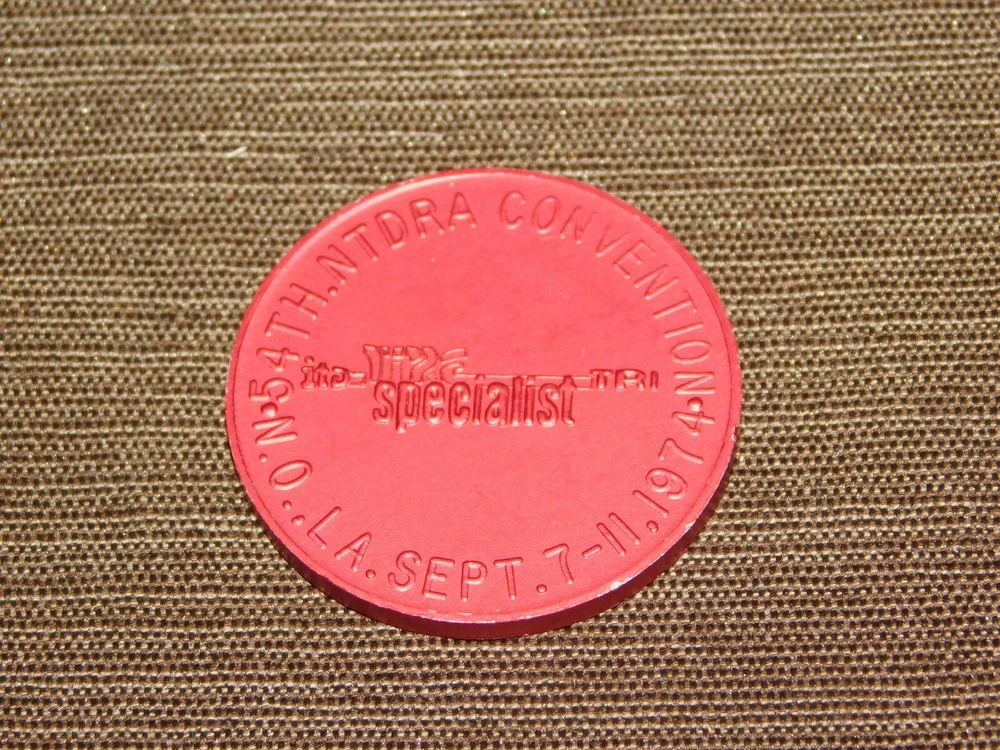 54TH.NTDRA CONVENTION
N.O..LA.SEPT.7-11,1974
specialist
TRI